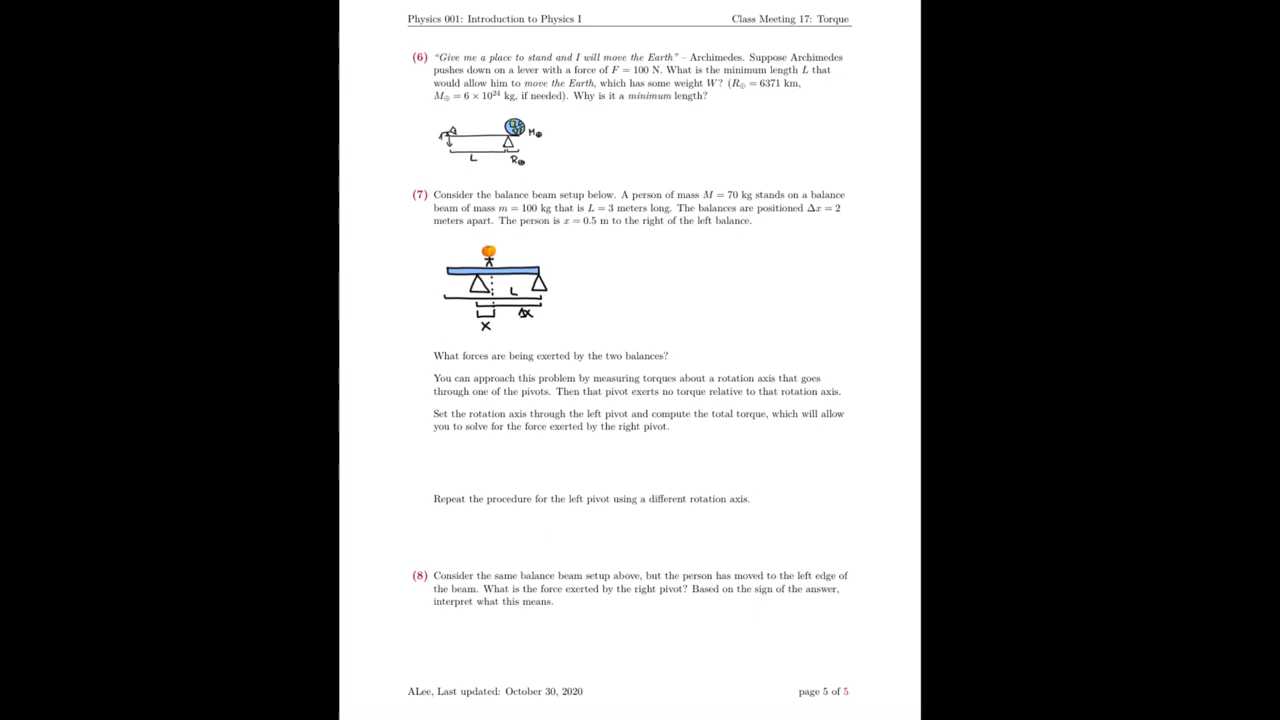 Physics 001: Introduction to Physics I
Class Meeting 17: Torque
(6) "Give me a place to stand and I will move the Earth" – Archimedes. Suppose Archimedes
pushes down on a lever with a force of F = 100 N. What is the minimum length L that
would allow him to move the Earth, which has some weight W? (R⊕ = 6371 km,
M⊕ = 6 × 10²⁴ kg, if needed). Why is it a minimum length?
M⊕
L
R⊕
(7) Consider the balance beam setup below. A person of mass M = 70 kg stands on a balance
beam of mass m = 100 kg that is L = 3 meters long. The balances are positioned Δx = 2
meters apart. The person is x = 0.5 m to the right of the left balance.
L
Δx
X
What forces are being exerted by the two balances?
You can approach this problem by measuring torques about a rotation axis that goes
through one of the pivots. Then that pivot exerts no torque relative to that rotation axis.
Set the rotation axis through the left pivot and compute the total torque, which will allow
you to solve for the force exerted by the right pivot.
Repeat the procedure for the left pivot using a different rotation axis.
(8) Consider the same balance beam setup above, but the person has moved to the left edge of
the beam. What is the force exerted by the right pivot? Based on the sign of the answer,
interpret what this means.
ALee, Last updated: October 30, 2020
page 5 of 5